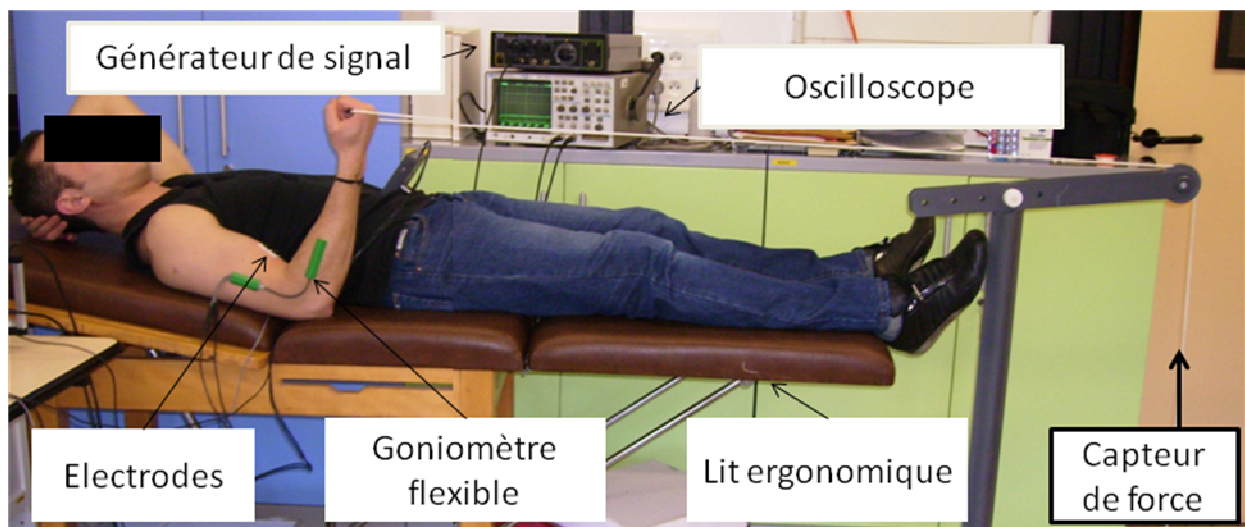 Générateur de signal
Oscilloscope
Electrodes
Goniomètre
flexible
Lit ergonomique
Capteur
de force